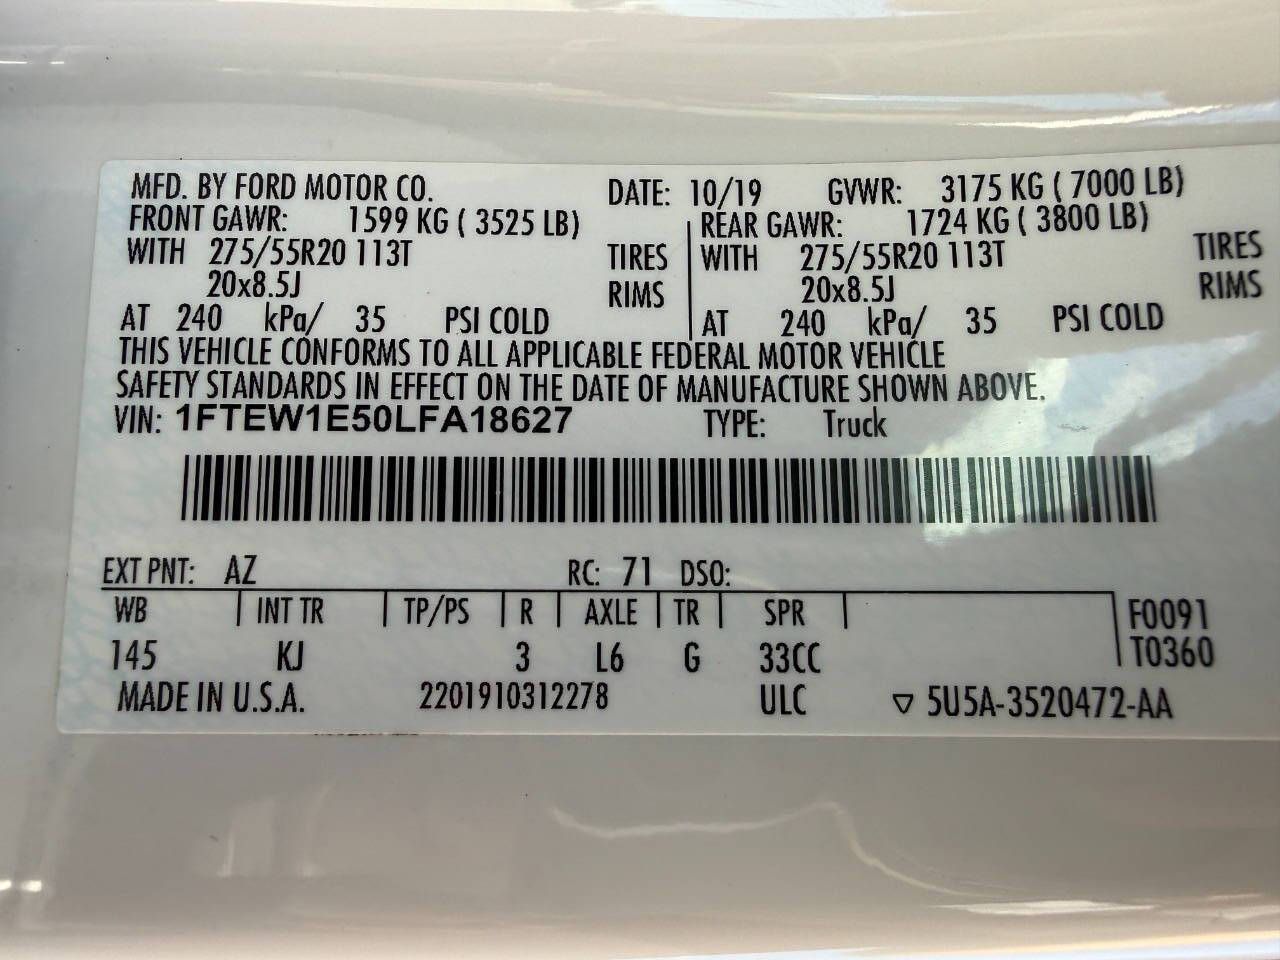 MFD. BY FORD MOTOR CO. DATE: 10/19 GVWR: 3175 KG ( 7000 LB)
FRONT GAWR: 1599 KG ( 3525 LB) REAR GAWR: 1724 KG ( 3800 LB)
WITH 275/55R20 113T TIRES WITH 275/55R20 113T TIRES
20x8.5J RIMS 20x8.5J RIMS
AT 240 kPa/ 35 PSI COLD AT 240 kPa/ 35 PSI COLD
THIS VEHICLE CONFORMS TO ALL APPLICABLE FEDERAL MOTOR VEHICLE
SAFETY STANDARDS IN EFFECT ON THE DATE OF MANUFACTURE SHOWN ABOVE.
VIN: 1FTEW1E50LFA18627 TYPE: Truck
EXT PNT: AZ RC: 71 DSO:
WB INT TR TP/PS R AXLE TR SPR F0091
145 KJ 3 L6 G 33CC T0360
MADE IN U.S.A. 2201910312278 ULC ▽ 5U5A-3520472-AA